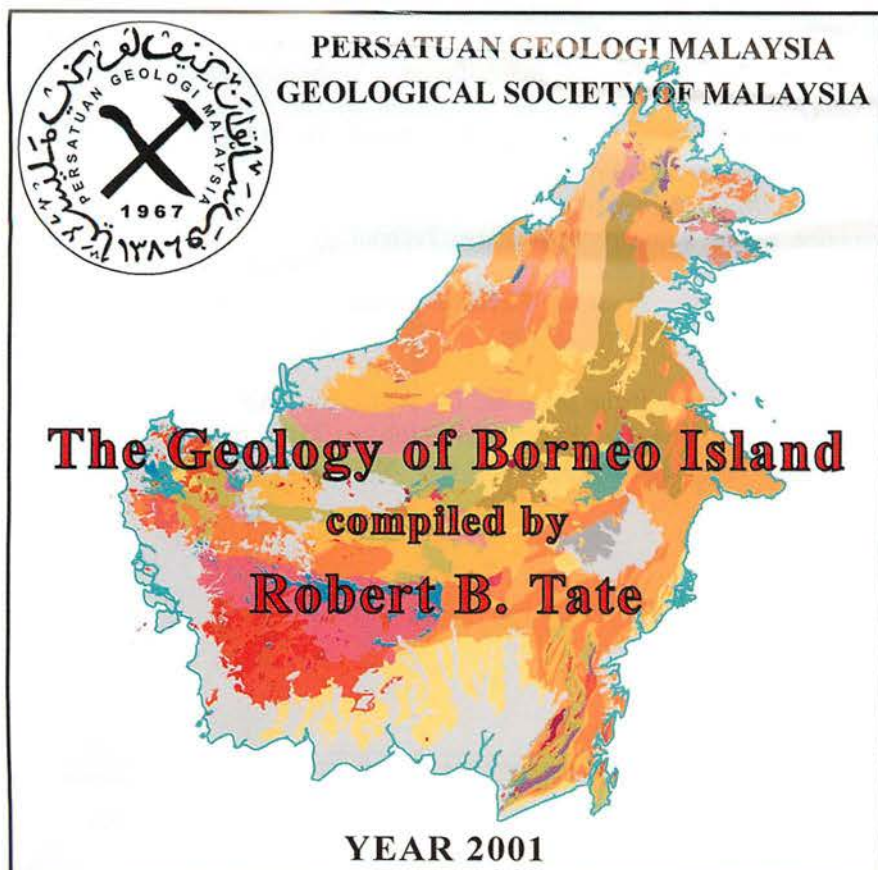 PERSATUAN GEOLOGI MALAYSIA
GEOLOGICAL SOCIETY OF MALAYSIA
PERSATUAN GEOLOGI MALAYSIA
1967
١٣٨٦
The Geology of Borneo Island
compiled by
Robert B. Tate
YEAR 2001